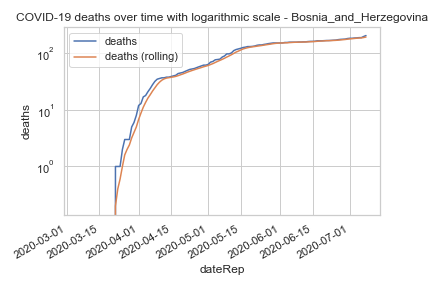 COVID-19 deaths over time with logarithmic scale - Bosnia_and_Herzegovina
deaths
deaths (rolling)
10²
10¹
10⁰
deaths
2020-03-01
2020-03-15
2020-04-01
2020-04-15
2020-05-01
2020-05-15
2020-06-01
2020-06-15
2020-07-01
dateRep